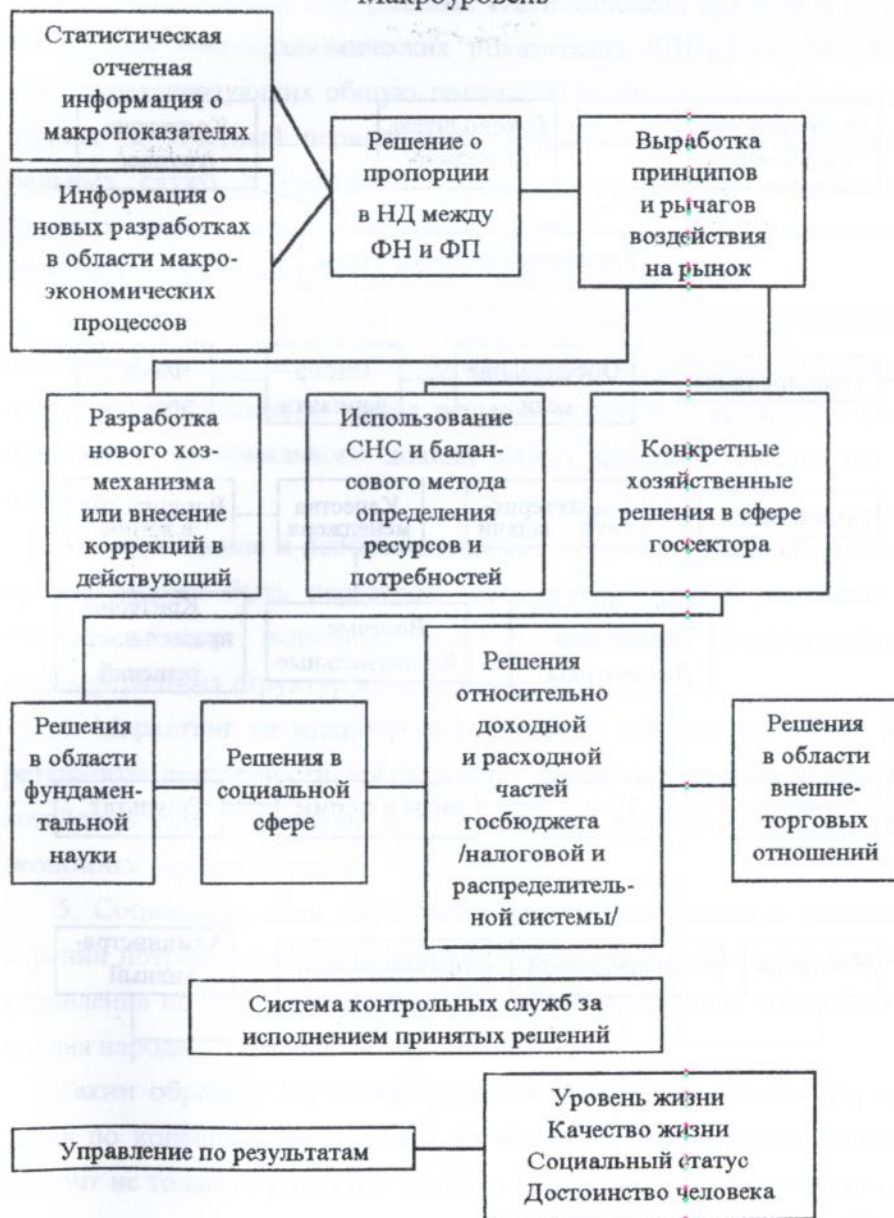 Статистическая
отчетная
информация о
макропоказателях
Информация о
новых разработках
в области макро-
экономических
процессов
Решение о
пропорции
в НД между
ФН и ФП
Выработка
принципов
и рычагов
воздействия
на рынок
Разработка
нового хоз-
механизма
или внесение
коррекций в
действующий
Использование
СНС и балан-
сового метода
определения
ресурсов и
потребностей
Конкретные
хозяйственные
решения в сфере
госсектора
Решения
в области
фундамен-
тальной
науки
Решения в
социальной
сфере
Решения
относительно
доходной
и расходной
частей
госбюджета
/налоговой и
распределитель-
ной системы/
Решения
в области
внешне-
торговых
отношений
Система контрольных служб за
исполнением принятых решений
Управление по результатам
Уровень жизни
Качество жизни
Социальный статус
Достоинство человека